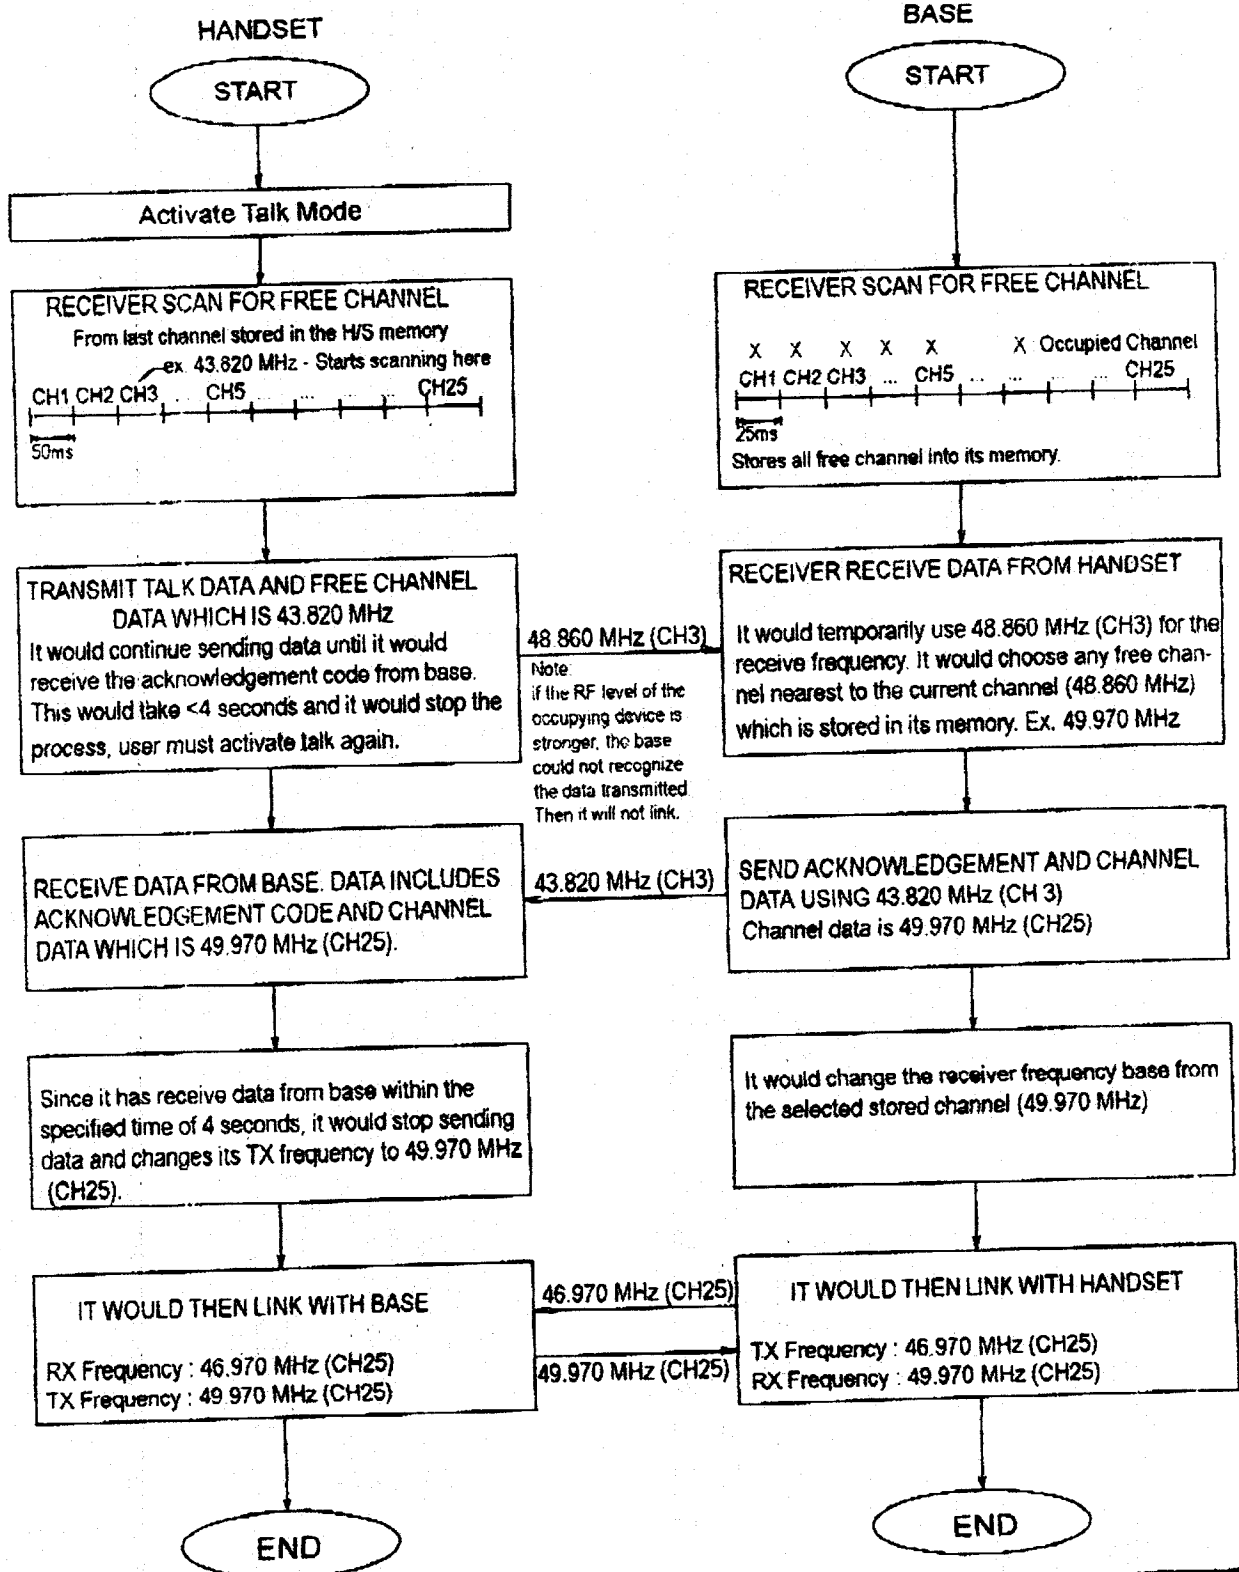 HANDSET
START
Activate Talk Mode
RECEIVER SCAN FOR FREE CHANNEL
From last channel stored in the H/S memory
ex. 43.820 MHz - Starts scanning here
CH1 CH2 CH3 ... CH5 ... ... ... ... CH25
50ms
TRANSMIT TALK DATA AND FREE CHANNEL
DATA WHICH IS 43.820 MHz
It would continue sending data until it would
receive the acknowledgement code from base.
This would take <4 seconds and it would stop the
process, user must activate talk again.
48.860 MHz (CH3)
Note:
if the RF level of the
occupying device is
stronger, the base
could not recognize
the data transmitted.
Then it will not link.
RECEIVE DATA FROM BASE. DATA INCLUDES
ACKNOWLEDGEMENT CODE AND CHANNEL
DATA WHICH IS 49.970 MHz (CH25).
43.820 MHz (CH3)
Since it has receive data from base within the
specified time of 4 seconds, it would stop sending
data and changes its TX frequency to 49.970 MHz
(CH25).
IT WOULD THEN LINK WITH BASE
RX Frequency : 46.970 MHz (CH25)
TX Frequency : 49.970 MHz (CH25)
46.970 MHz (CH25)
49.970 MHz (CH25)
END
BASE
START
RECEIVER SCAN FOR FREE CHANNEL
X X X X X X Occupied Channel
CH1 CH2 CH3 ... CH5 ... ... ... ... CH25
25ms
Stores all free channel into its memory.
RECEIVER RECEIVE DATA FROM HANDSET
It would temporarily use 48.860 MHz (CH3) for the
receive frequency. It would choose any free chan-
nel nearest to the current channel (48.860 MHz)
which is stored in its memory. Ex. 49.970 MHz
SEND ACKNOWLEDGEMENT AND CHANNEL
DATA USING 43.820 MHz (CH 3)
Channel data is 49.970 MHz (CH25)
It would change the receiver frequency base from
the selected stored channel (49.970 MHz)
IT WOULD THEN LINK WITH HANDSET
TX Frequency : 46.970 MHz (CH25)
RX Frequency : 49.970 MHz (CH25)
END